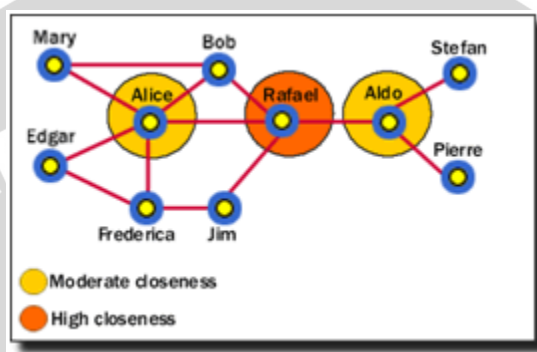 Mary
Bob
Stefan
Alice
Rafael
Aldo
Edgar
Pierre
Frederica
Jim
Moderate closeness
High closeness